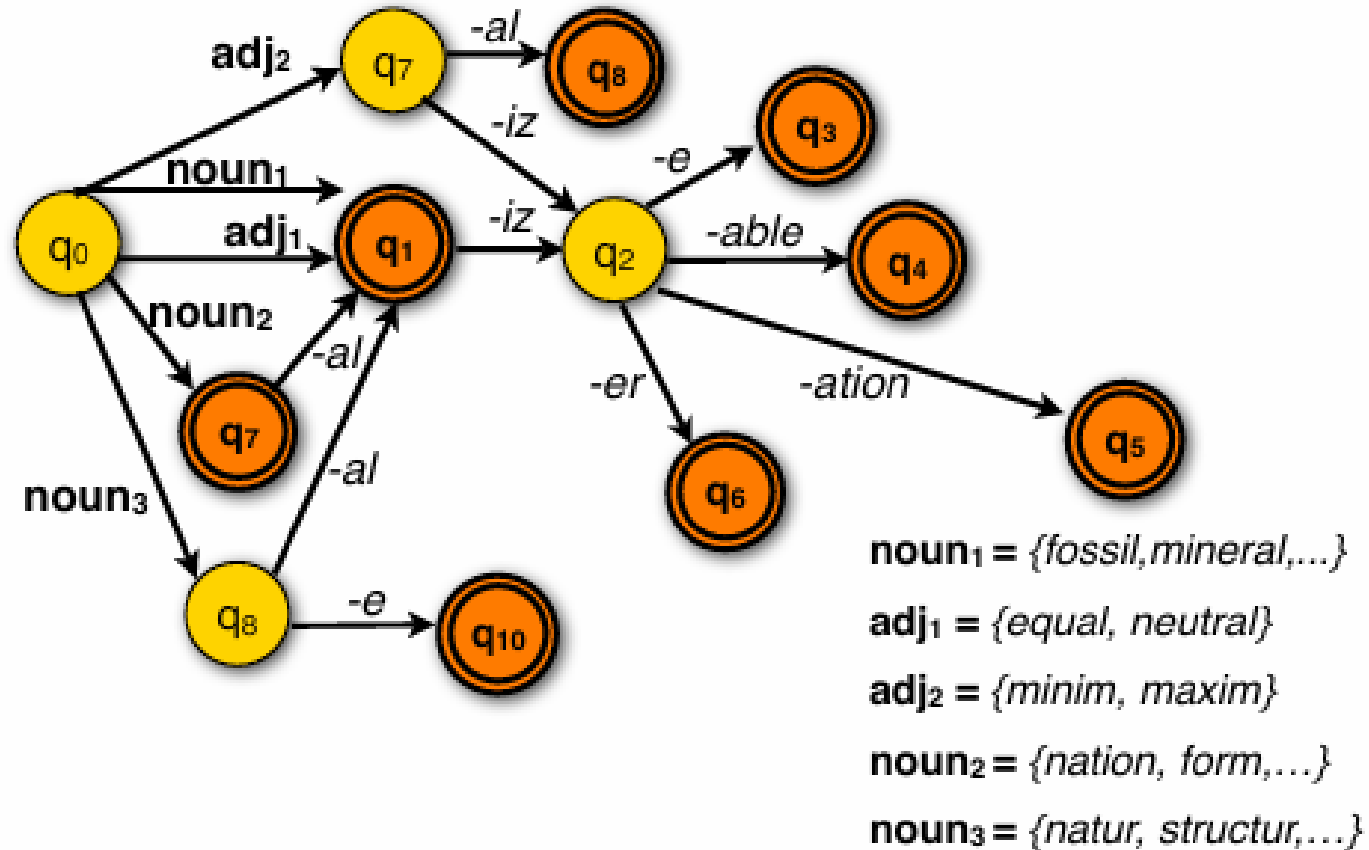 adj2
q7
-al
q8
-iz
-e
q3
noun1
q0
adj1
q1
-iz
q2
-able
q4
noun2
-al
q7
-er
-ation
q5
noun3
-al
q6
q8
-e
q10
noun1 = {fossil,mineral,...}
adj1 = {equal, neutral}
adj2 = {minim, maxim}
noun2 = {nation, form,...}
noun3 = {natur, structur,...}